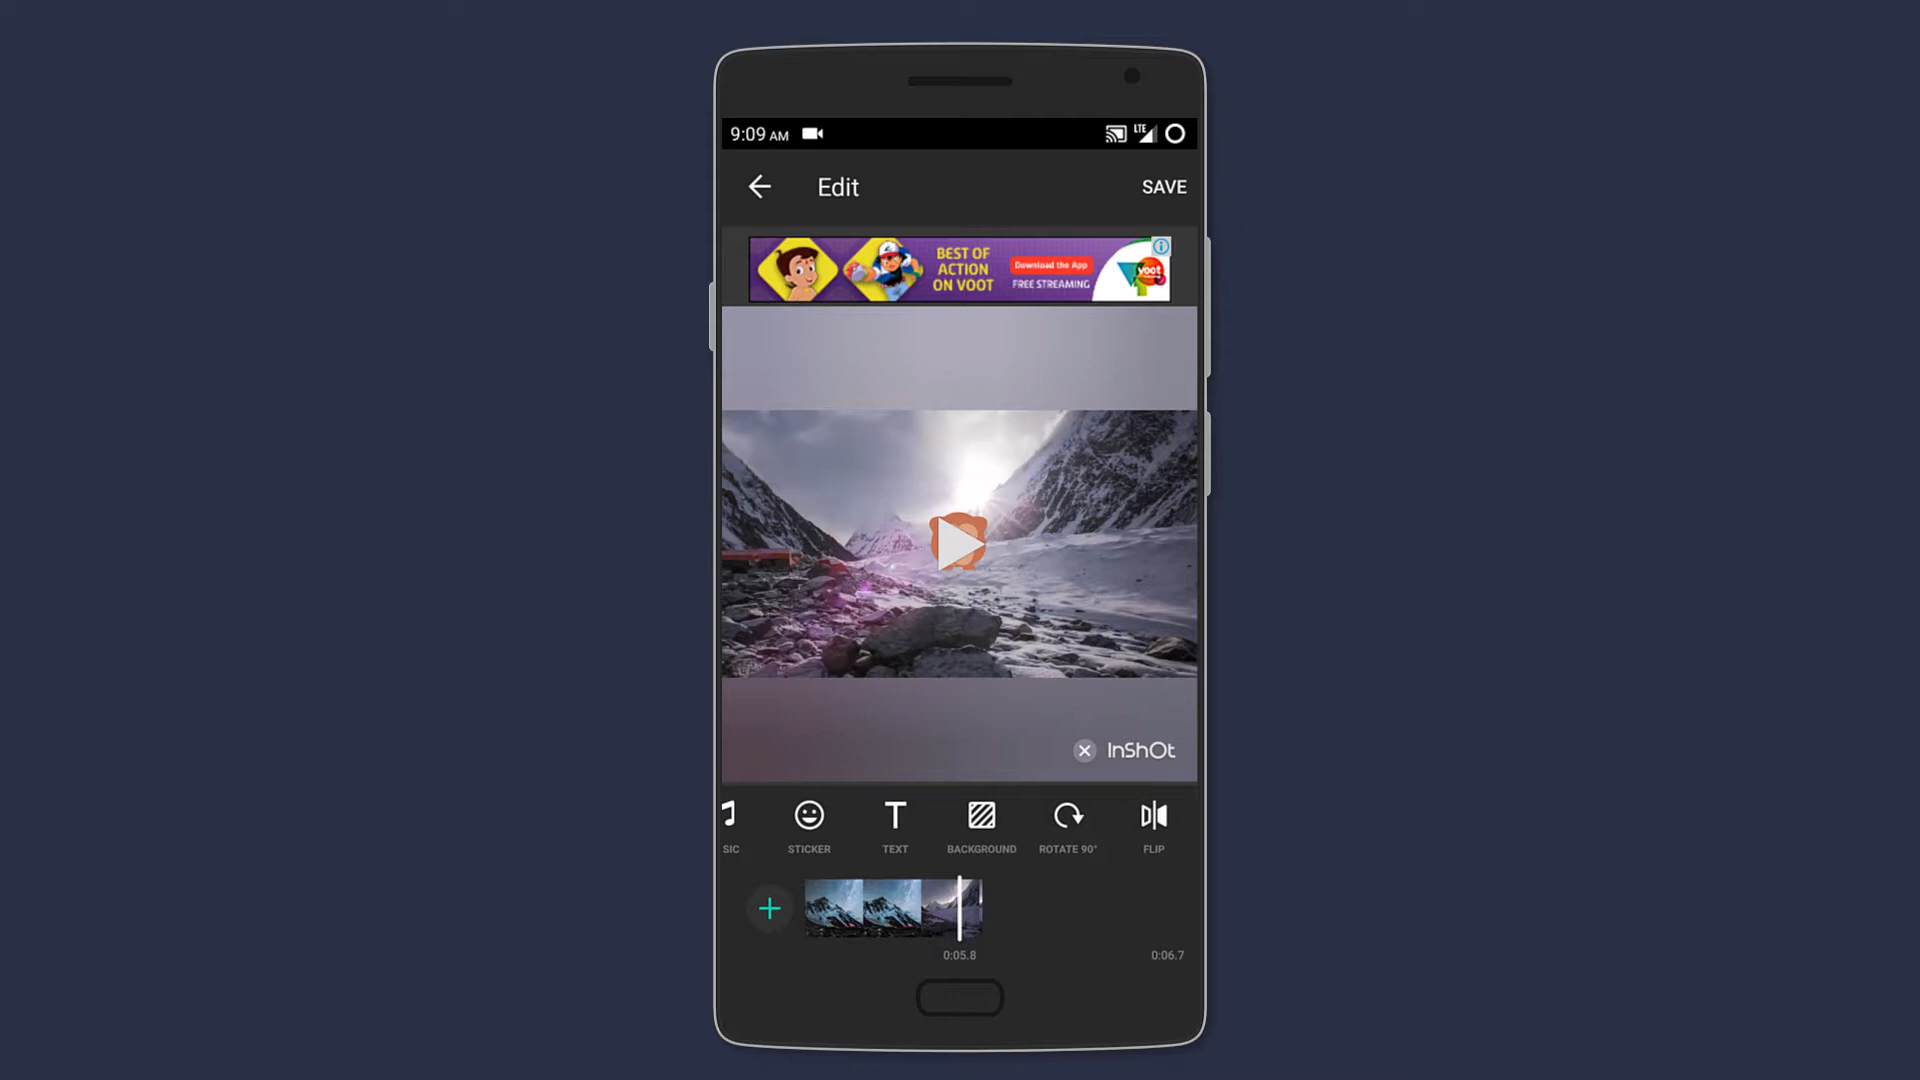 9:09 AM
LTE
Edit
SAVE
BEST OF
ACTION
ON VOOT
Download the App
FREE STREAMING
voot
InShOt
SIC
STICKER
TEXT
BACKGROUND
ROTATE 90°
FLIP
0:05.8
0:06.7